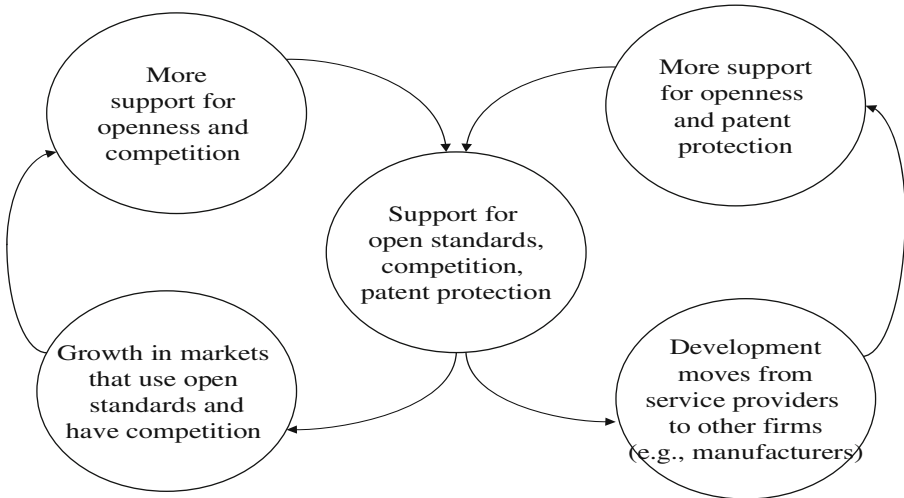 More
support for
openness and
competition
More support
for openness
and patent
protection
Support for
open standards,
competition,
patent protection
Growth in markets
that use open
standards and
have competition
Development
moves from
service providers
to other firms
(e.g., manufacturers)